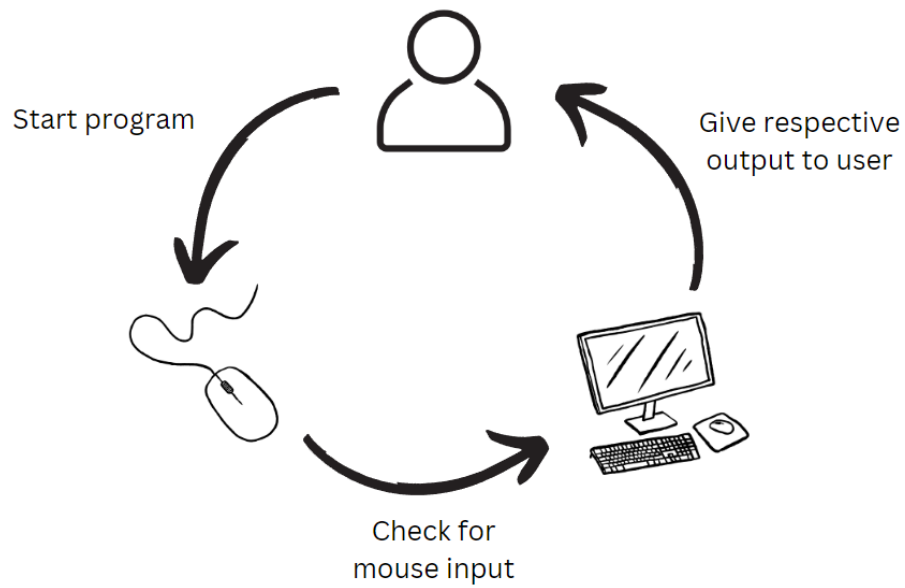 Start program
Give respective
output to user
Check for
mouse input